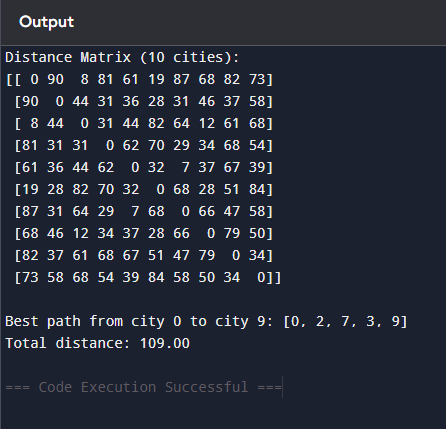 Output
Distance Matrix (10 cities):
[[ 0 90  8 81 61 19 87 68 82 73]
 [90  0 44 31 36 28 31 46 37 58]
 [ 8 44  0 31 44 82 64 12 61 68]
 [81 31 31  0 62 70 29 34 68 54]
 [61 36 44 62  0 32  7 37 67 39]
 [19 28 82 70 32  0 68 28 51 84]
 [87 31 64 29  7 68  0 66 47 58]
 [68 46 12 34 37 28 66  0 79 50]
 [82 37 61 68 67 51 47 79  0 34]
 [73 58 68 54 39 84 58 50 34  0]]
Best path from city 0 to city 9: [0, 2, 7, 3, 9]
Total distance: 109.00
=== Code Execution Successful ===